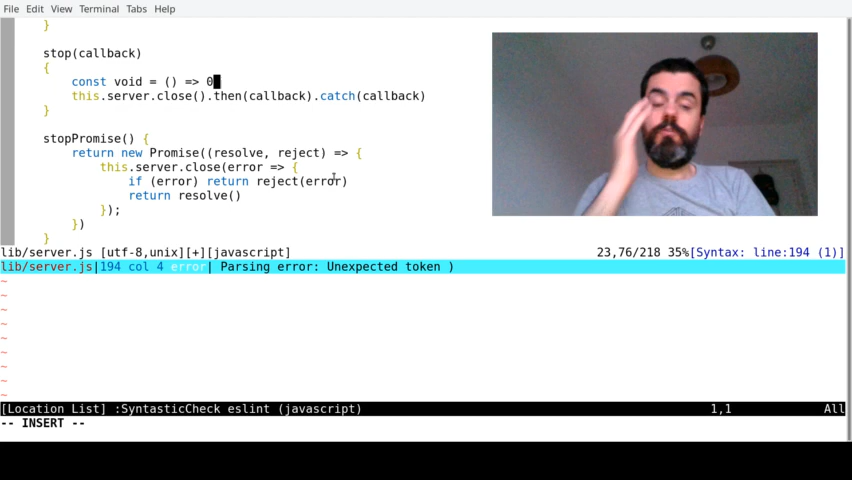 File Edit View Terminal Tabs Help
}
stop(callback)
{
const void = () => 0
this.server.close().then(callback).catch(callback)
}
stopPromise() {
return new Promise((resolve, reject) => {
this.server.close(error => {
if (error) return reject(error)
return resolve()
});
})
}
lib/server.js [utf-8,unix][+][javascript] 23,76/218 35%[Syntax: line:194 (1)]
lib/server.js|194 col 4 error| Parsing error: Unexpected token )
~
~
~
~
~
~
~
~
~
[Location List] :SyntasticCheck eslint (javascript) 1,1 All
-- INSERT --